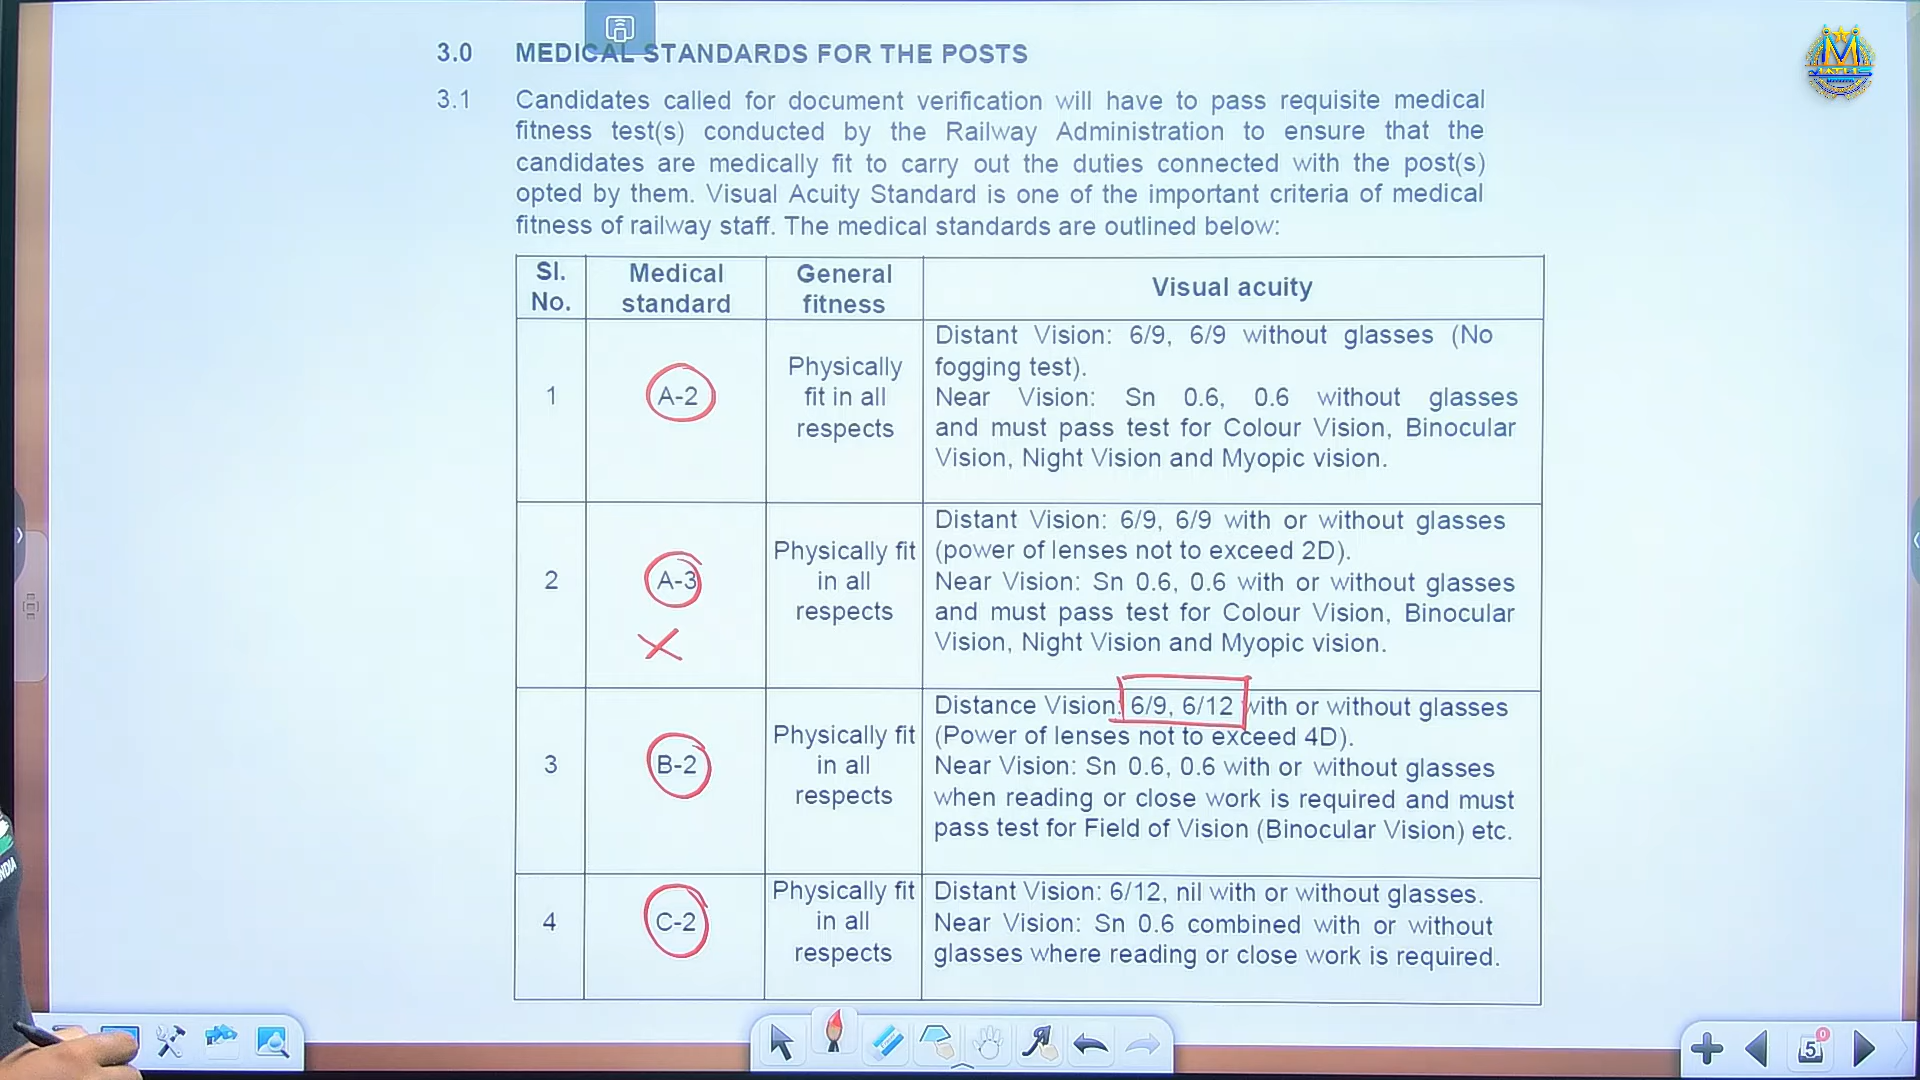 3.0 MEDICAL STANDARDS FOR THE POSTS
3.1 Candidates called for document verification will have to pass requisite medical
fitness test(s) conducted by the Railway Administration to ensure that the
candidates are medically fit to carry out the duties connected with the post(s)
opted by them. Visual Acuity Standard is one of the important criteria of medical
fitness of railway staff. The medical standards are outlined below:
Sl. No.
Medical standard
General fitness
Visual acuity
1
A-2
Physically
fit in all
respects
Distant Vision: 6/9, 6/9 without glasses (No
fogging test).
Near Vision: Sn 0.6, 0.6 without glasses
and must pass test for Colour Vision, Binocular
Vision, Night Vision and Myopic vision.
2
A-3
Physically fit
in all
respects
Distant Vision: 6/9, 6/9 with or without glasses
(power of lenses not to exceed 2D).
Near Vision: Sn 0.6, 0.6 with or without glasses
and must pass test for Colour Vision, Binocular
Vision, Night Vision and Myopic vision.
3
B-2
Physically fit
in all
respects
Distance Vision: 6/9, 6/12 with or without glasses
(Power of lenses not to exceed 4D).
Near Vision: Sn 0.6, 0.6 with or without glasses
when reading or close work is required and must
pass test for Field of Vision (Binocular Vision) etc.
4
C-2
Physically fit
in all
respects
Distant Vision: 6/12, nil with or without glasses.
Near Vision: Sn 0.6 combined with or without
glasses where reading or close work is required.
5
0